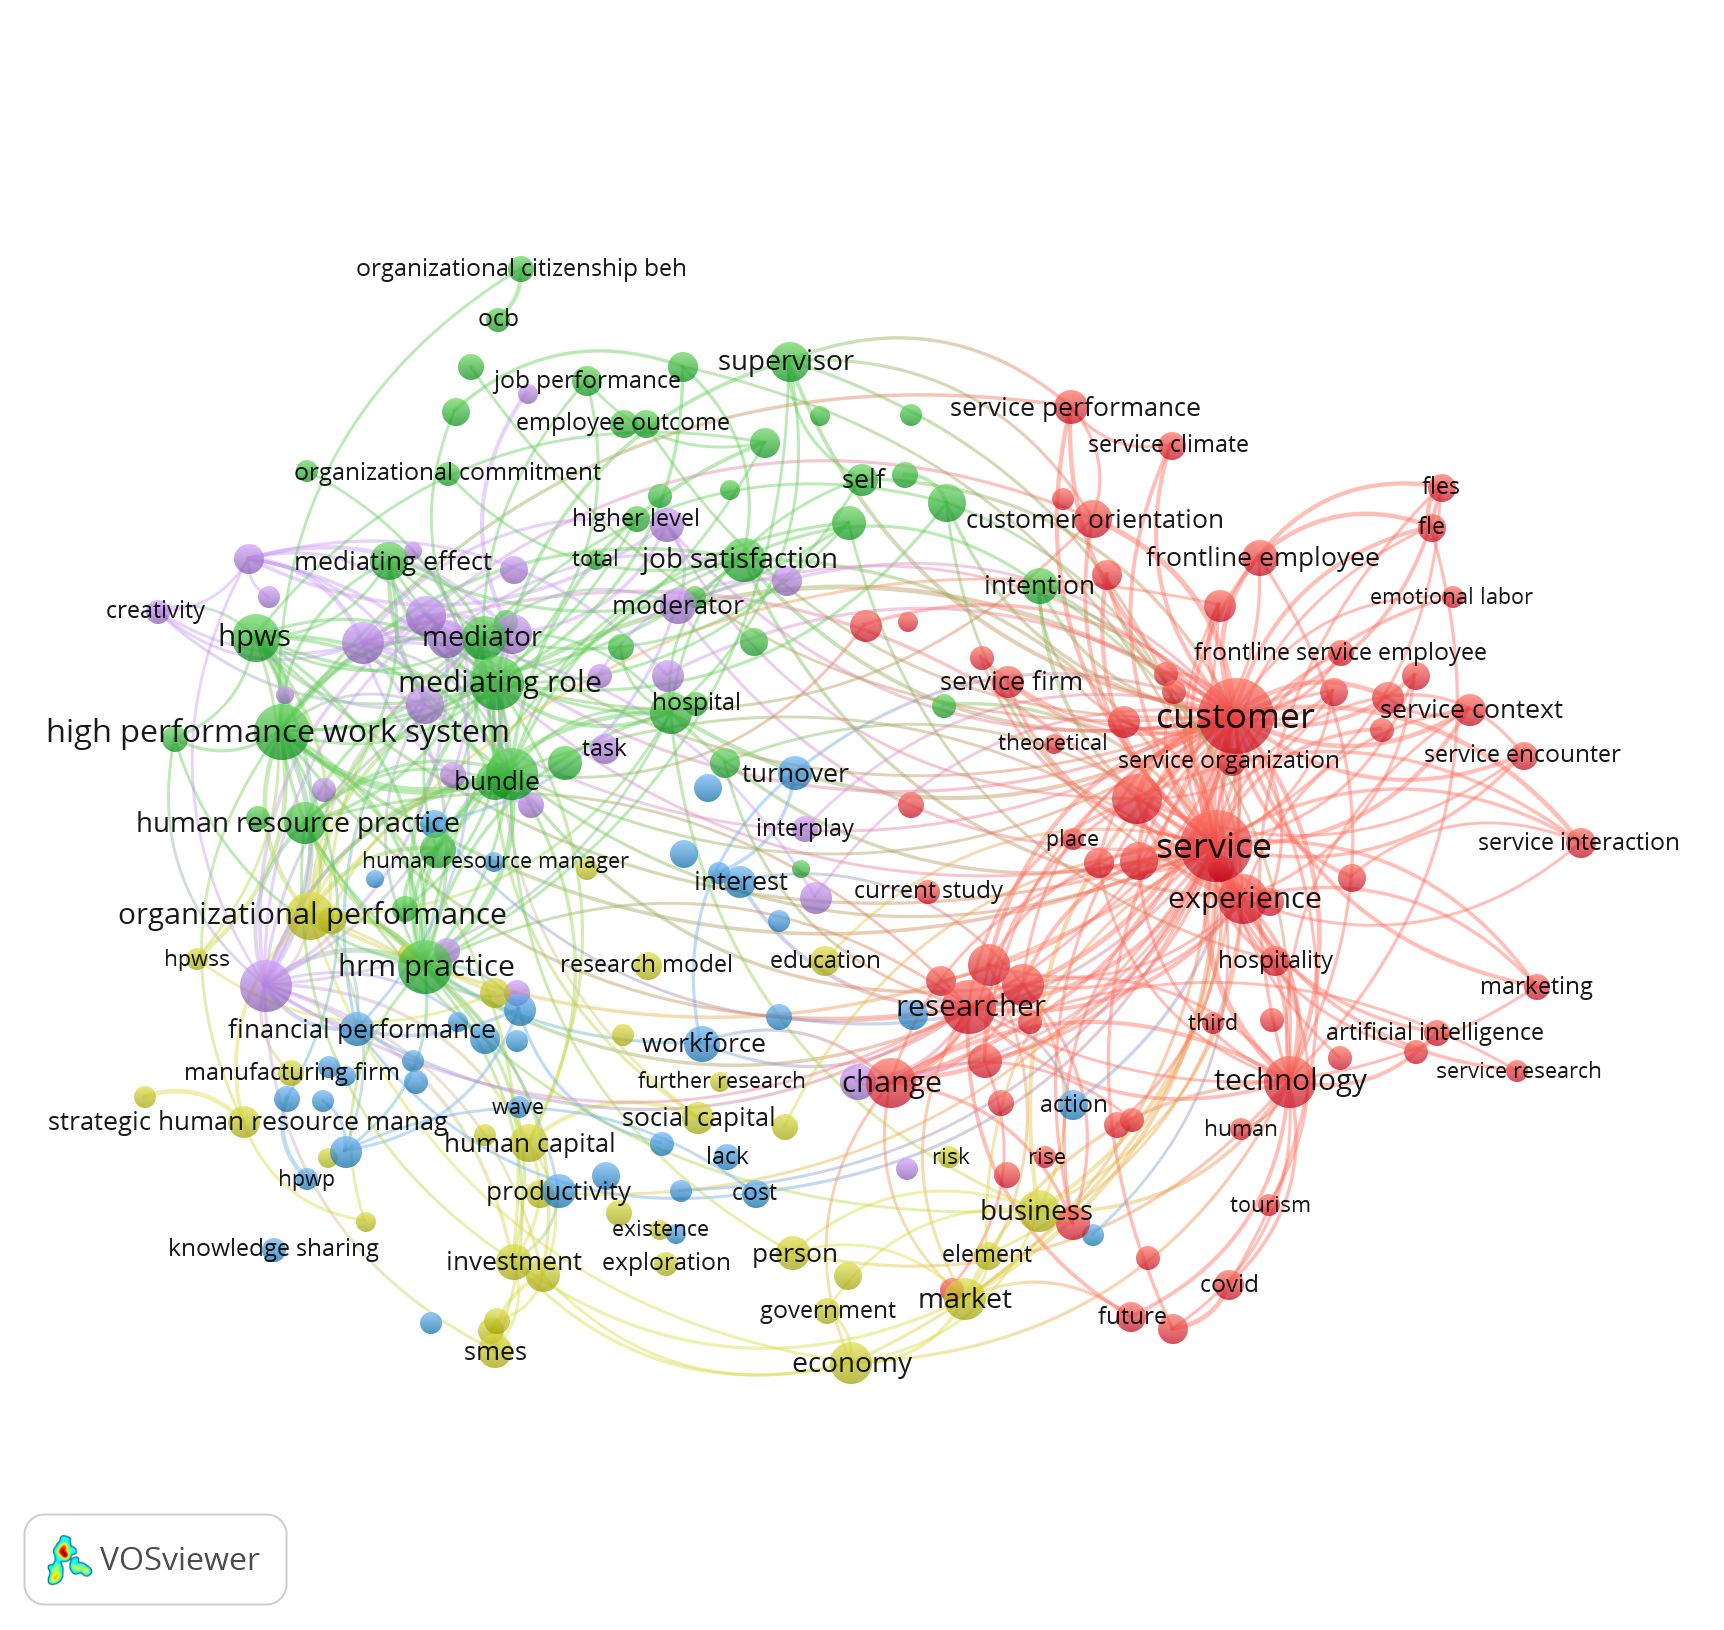 organizational citizenship beh
ocb
supervisor
job performance
service performance
employee outcome
service climate
organizational commitment
self
fles
higher level
customer orientation
fle
mediating effect
total
job satisfaction
frontline employee
intention
creativity
moderator
emotional labor
hpws
mediator
frontline service employee
mediating role
service firm
hospital
customer
service context
high performance work system
task
theoretical
service organization
service encounter
bundle
turnover
human resource practice
interplay
place
service
service interaction
human resource manager
interest
current study
experience
organizational performance
hpwss
hrm practice
research model
education
hospitality
marketing
researcher
financial performance
workforce
third
artificial intelligence
manufacturing firm
further research
change
technology
service research
wave
action
strategic human resource manag
social capital
human capital
human
lack
risk
rise
hpwp
productivity
cost
tourism
business
existence
knowledge sharing
investment
exploration
person
element
covid
market
government
future
smes
economy
VOSviewer